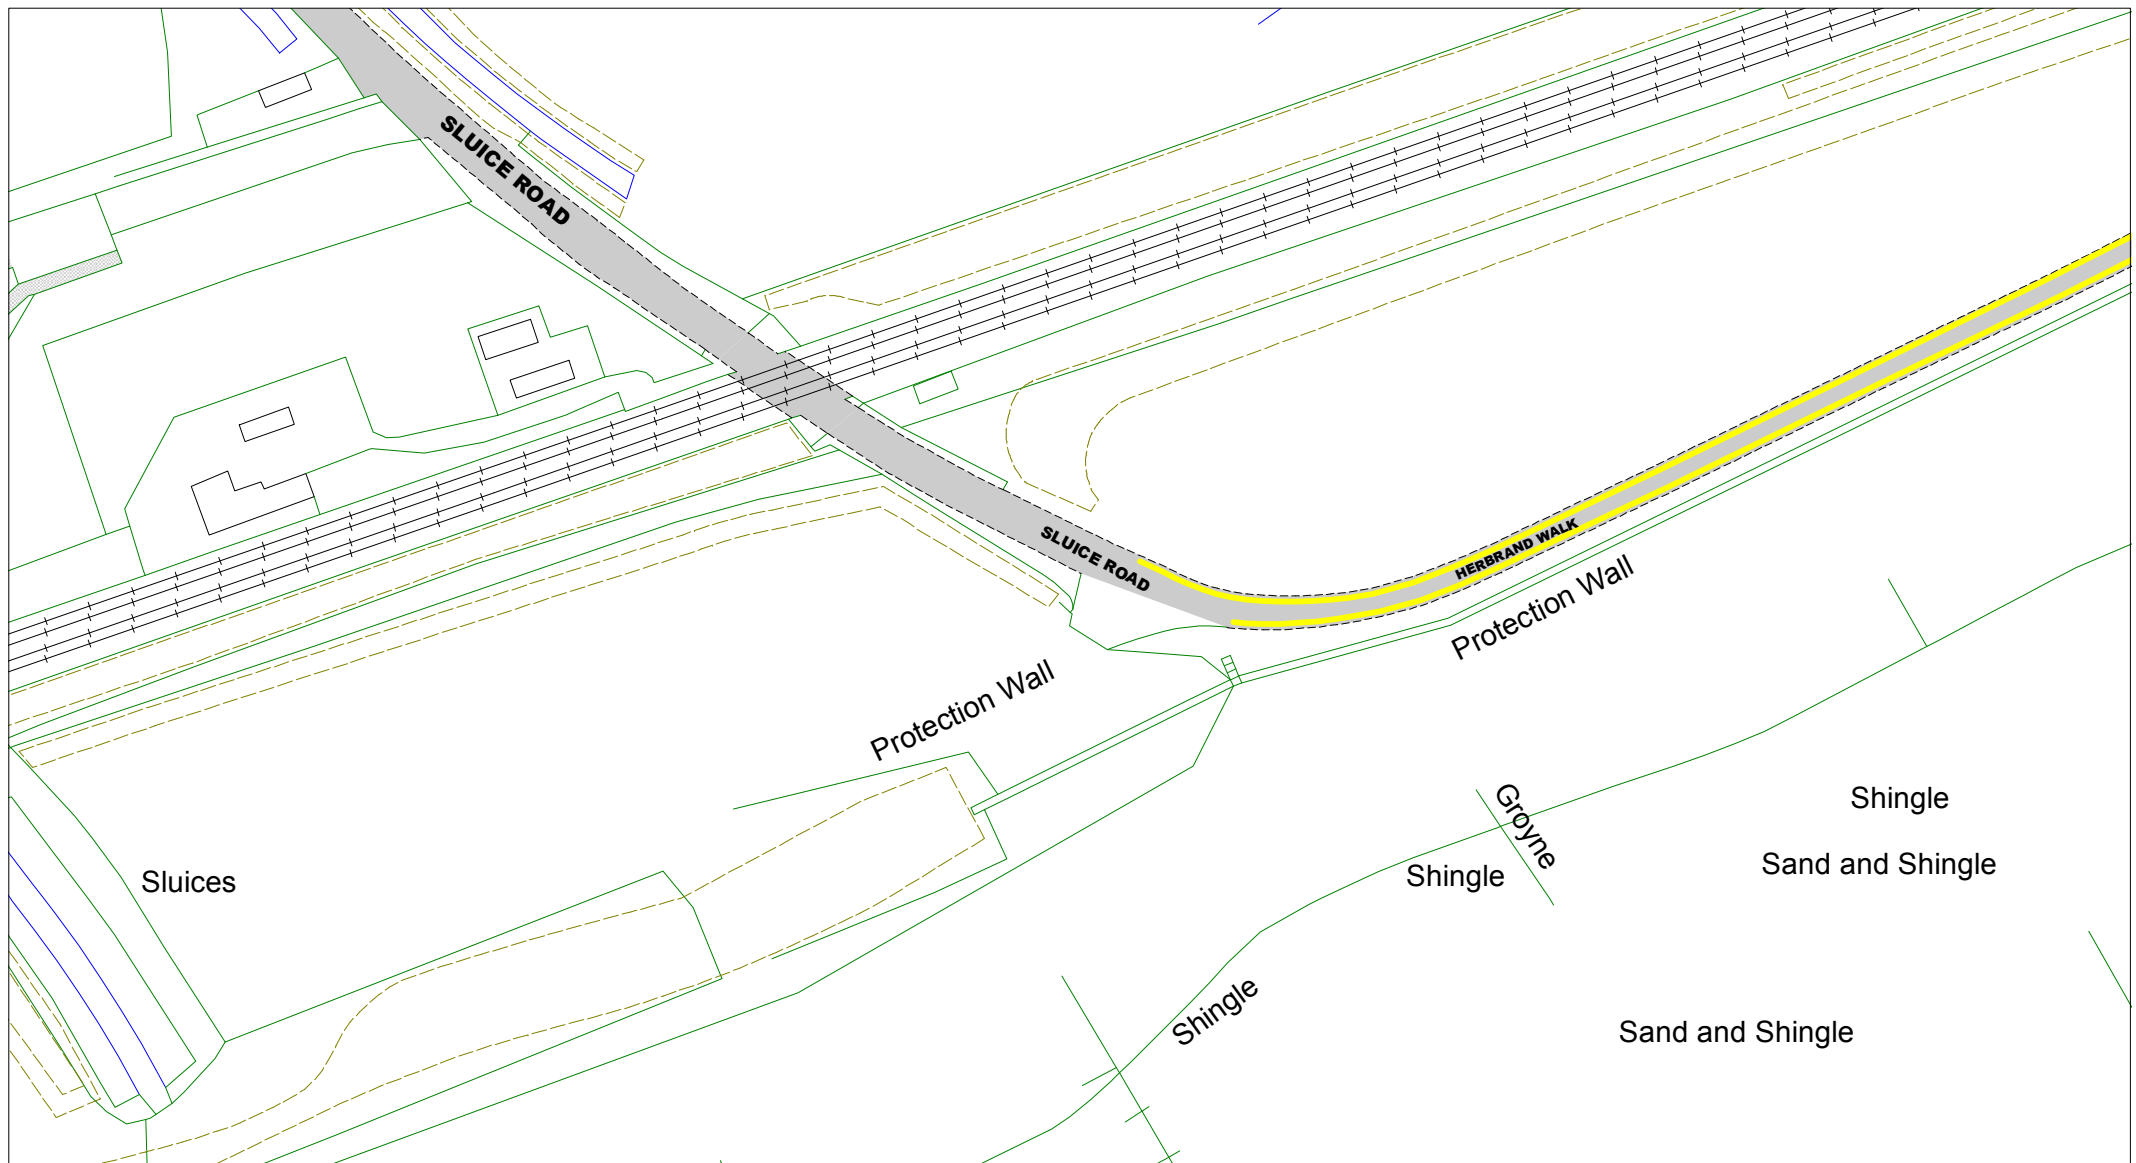 SLUICE ROAD
SLUICE ROAD
HERBRAND WALK
Protection Wall
Protection Wall
Groyne
Shingle
Shingle
Sand and Shingle
Sluices
Shingle
Sand and Shingle